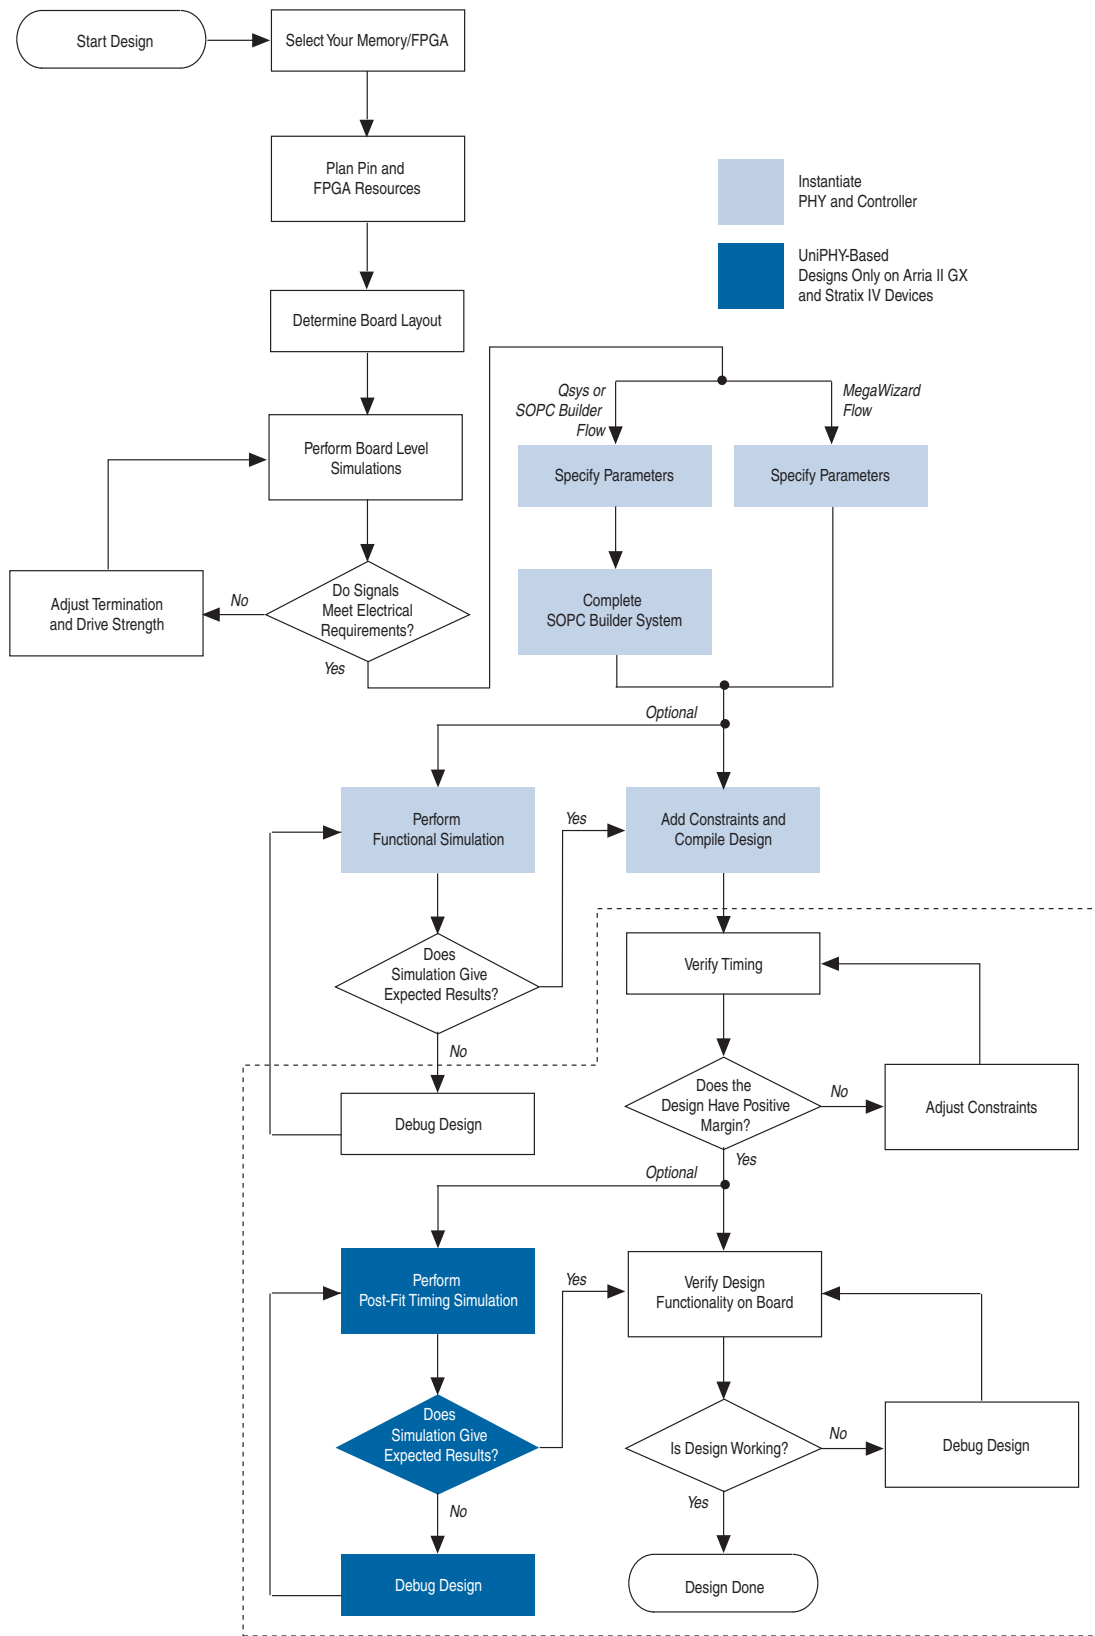 Start Design
Select Your Memory/FPGA
Plan Pin and
FPGA Resources
Instantiate
PHY and Controller
UniPHY-Based
Designs Only on Arria II GX
and Stratix IV Devices
Determine Board Layout
Qsys or
SOPC Builder
Flow
MegaWizard
Flow
Perform Board Level
Simulations
Specify Parameters
Specify Parameters
Adjust Termination
and Drive Strength
No
Do Signals
Meet Electrical
Requirements?
Yes
Complete
SOPC Builder System
Optional
Perform
Functional Simulation
Yes
Add Constraints and
Compile Design
Does
Simulation Give
Expected Results?
No
Verify Timing
Debug Design
Does the
Design Have Positive
Margin?
No
Adjust Constraints
Yes
Optional
Perform
Post-Fit Timing Simulation
Yes
Verify Design
Functionality on Board
Does
Simulation Give
Expected Results?
No
Is Design Working?
No
Debug Design
Yes
Debug Design
Design Done